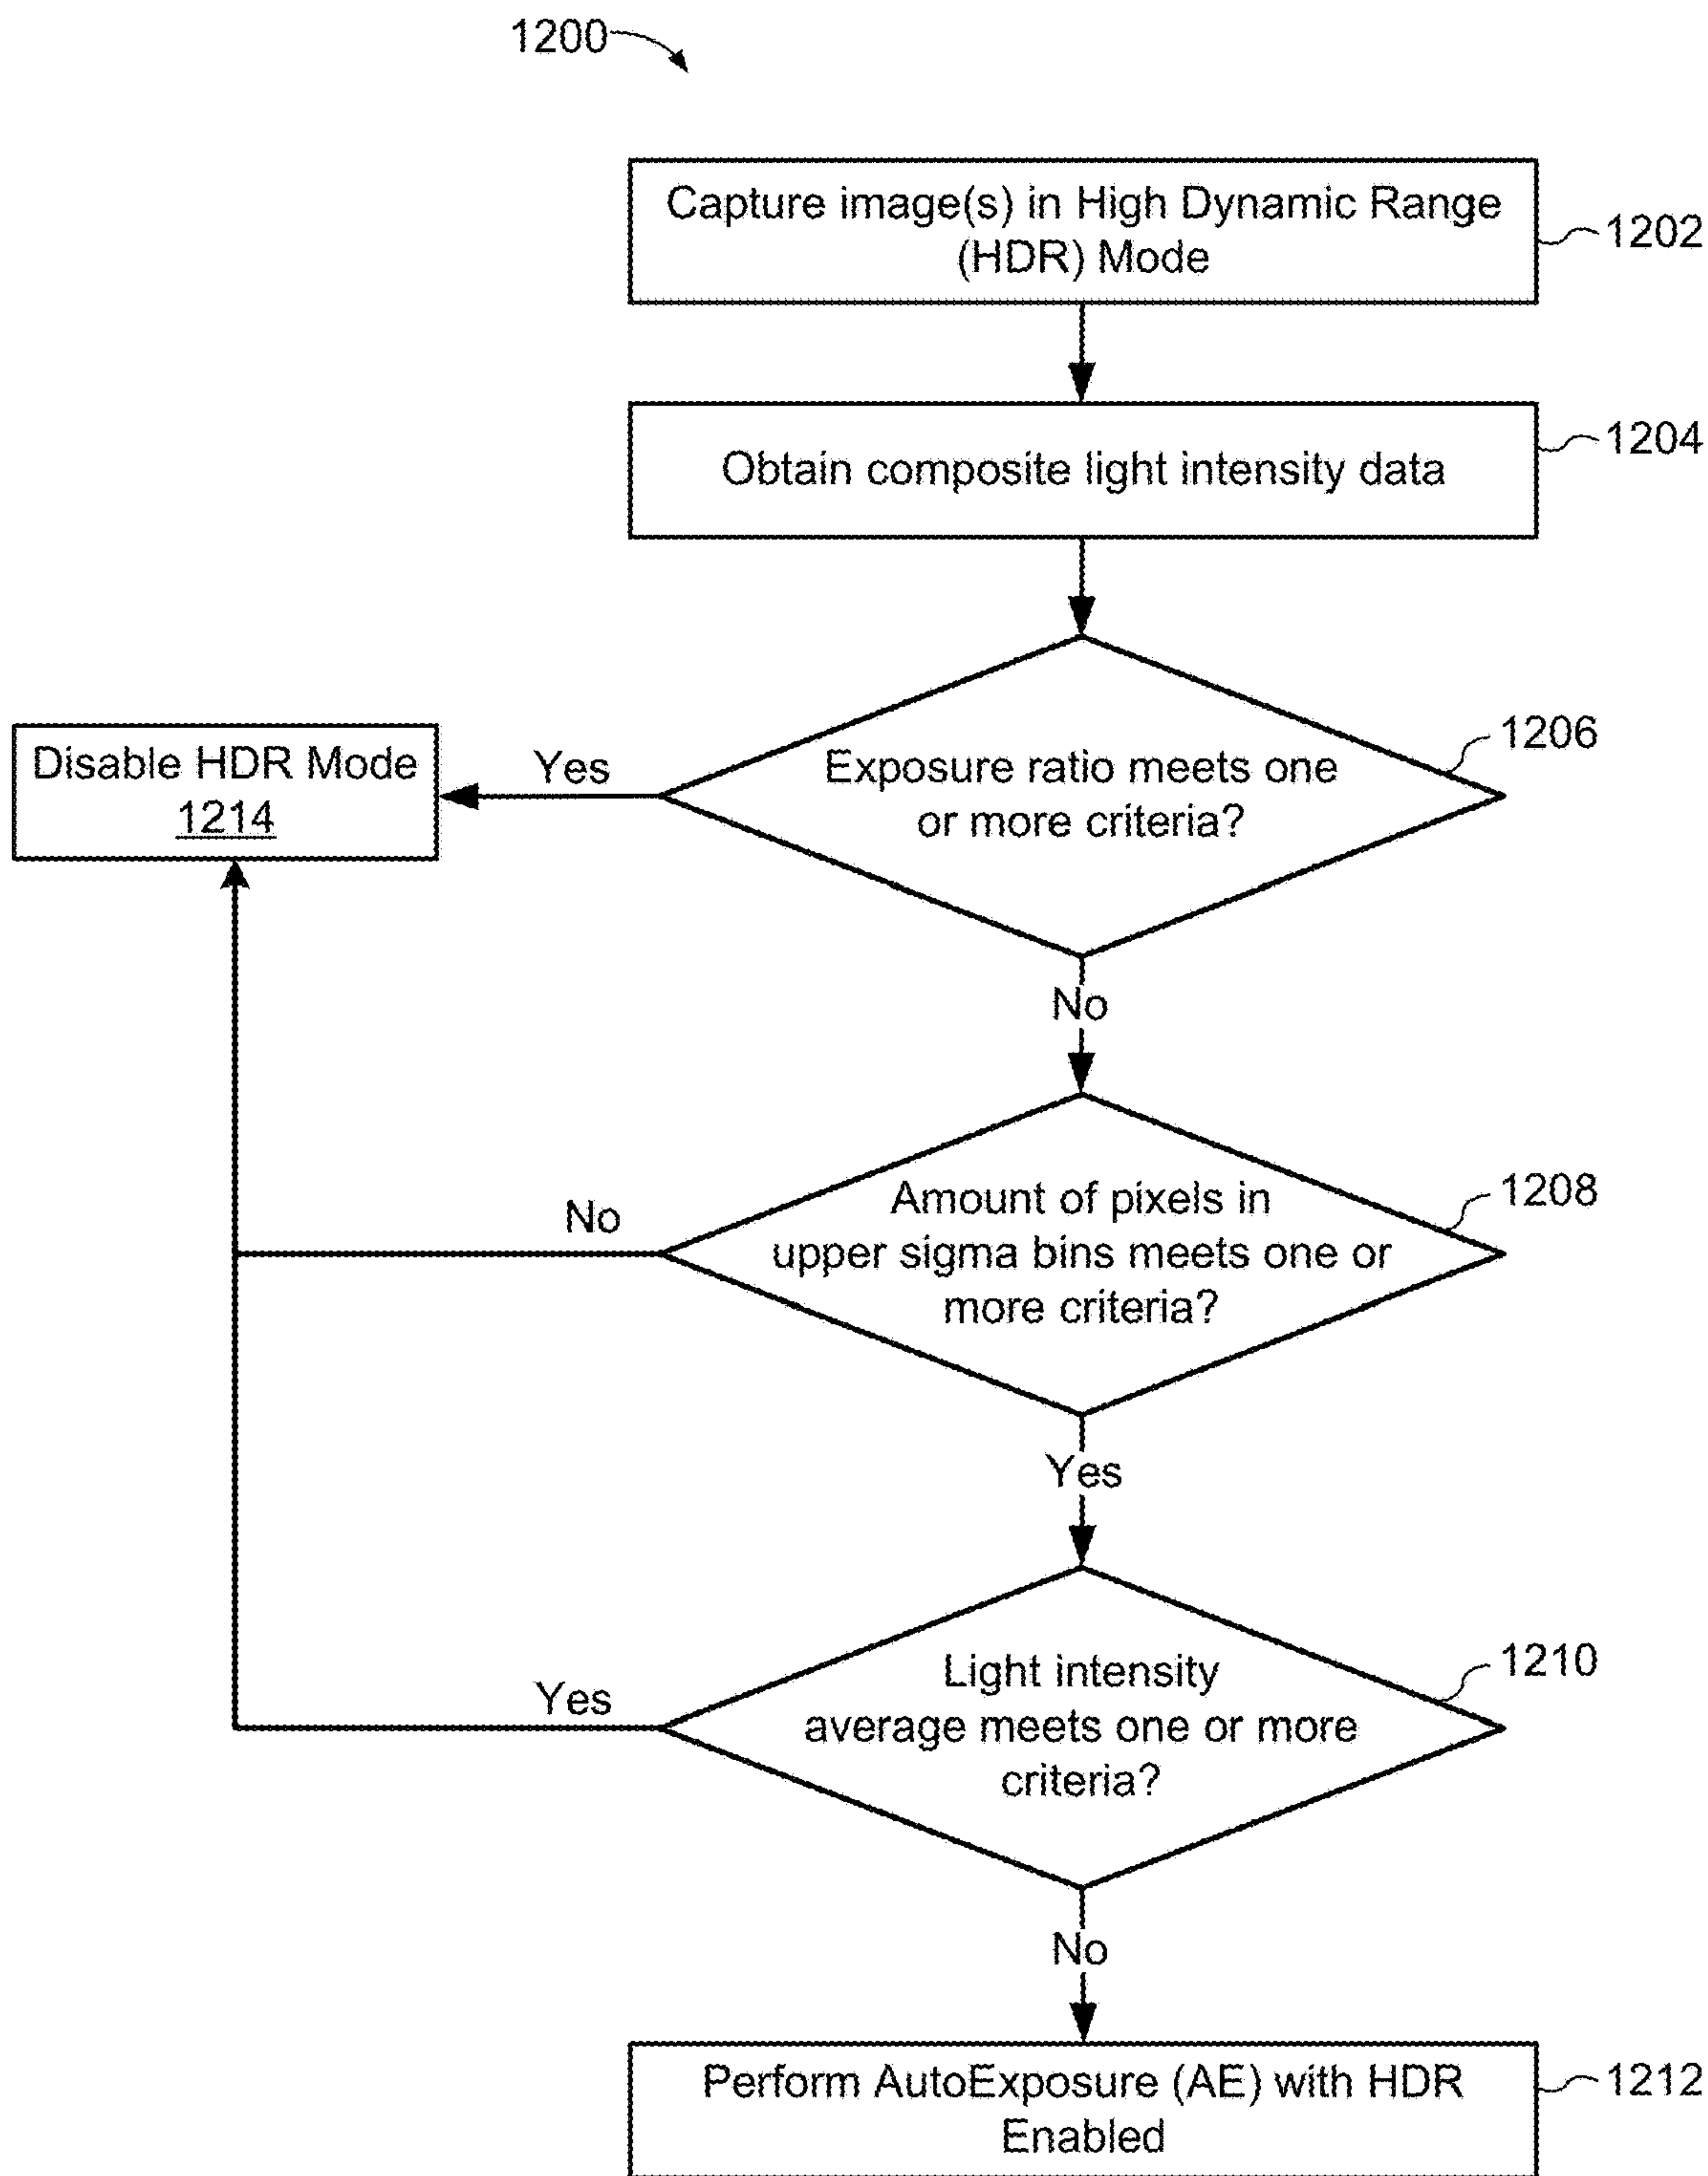 1200
Capture image(s) in High Dynamic Range
(HDR) Mode
1202
Obtain composite light intensity data
1204
Exposure ratio meets one
or more criteria?
1206
Yes
Disable HDR Mode
1214
No
Amount of pixels in
upper sigma bins meets one or
more criteria?
1208
No
Yes
Light intensity
average meets one or more
criteria?
1210
Yes
No
Perform AutoExposure (AE) with HDR
Enabled
1212